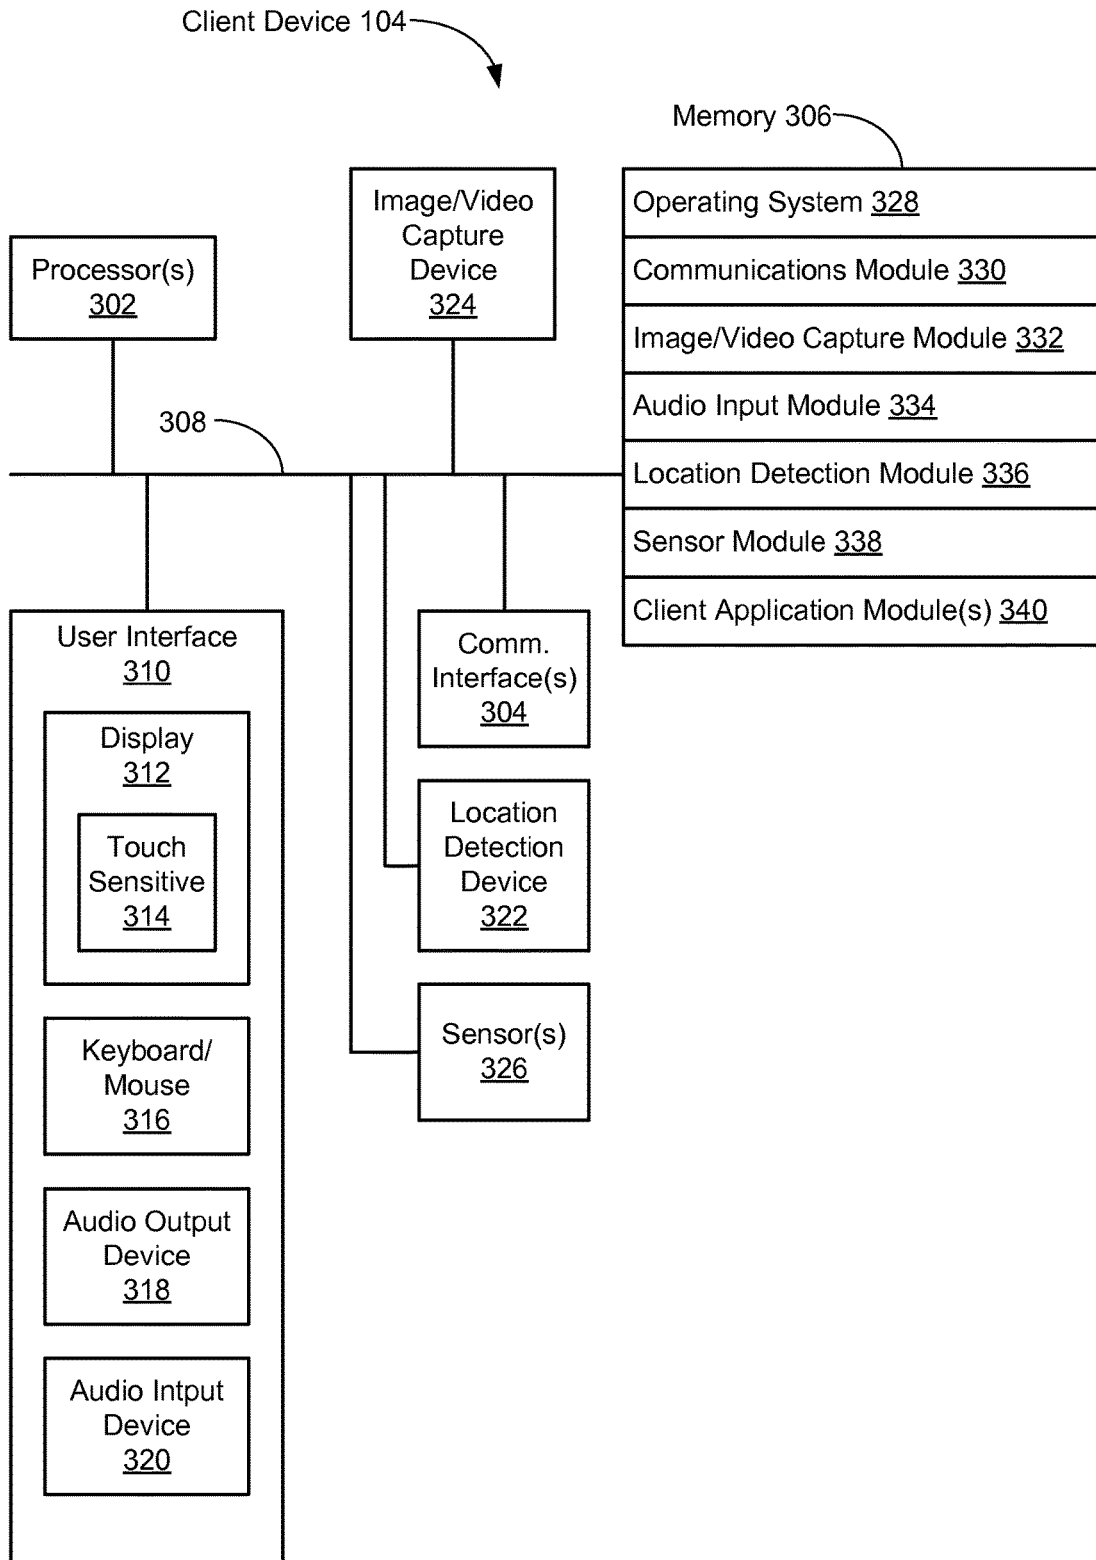 Client Device 104
Memory 306
Processor(s)
302
Image/Video
Capture
Device
324
Operating System 328
Communications Module 330
Image/Video Capture Module 332
Audio Input Module 334
Location Detection Module 336
Sensor Module 338
Client Application Module(s) 340
308
User Interface
310
Display
312
Touch
Sensitive
314
Keyboard/
Mouse
316
Audio Output
Device
318
Audio Intput
Device
320
Comm.
Interface(s)
304
Location
Detection
Device
322
Sensor(s)
326